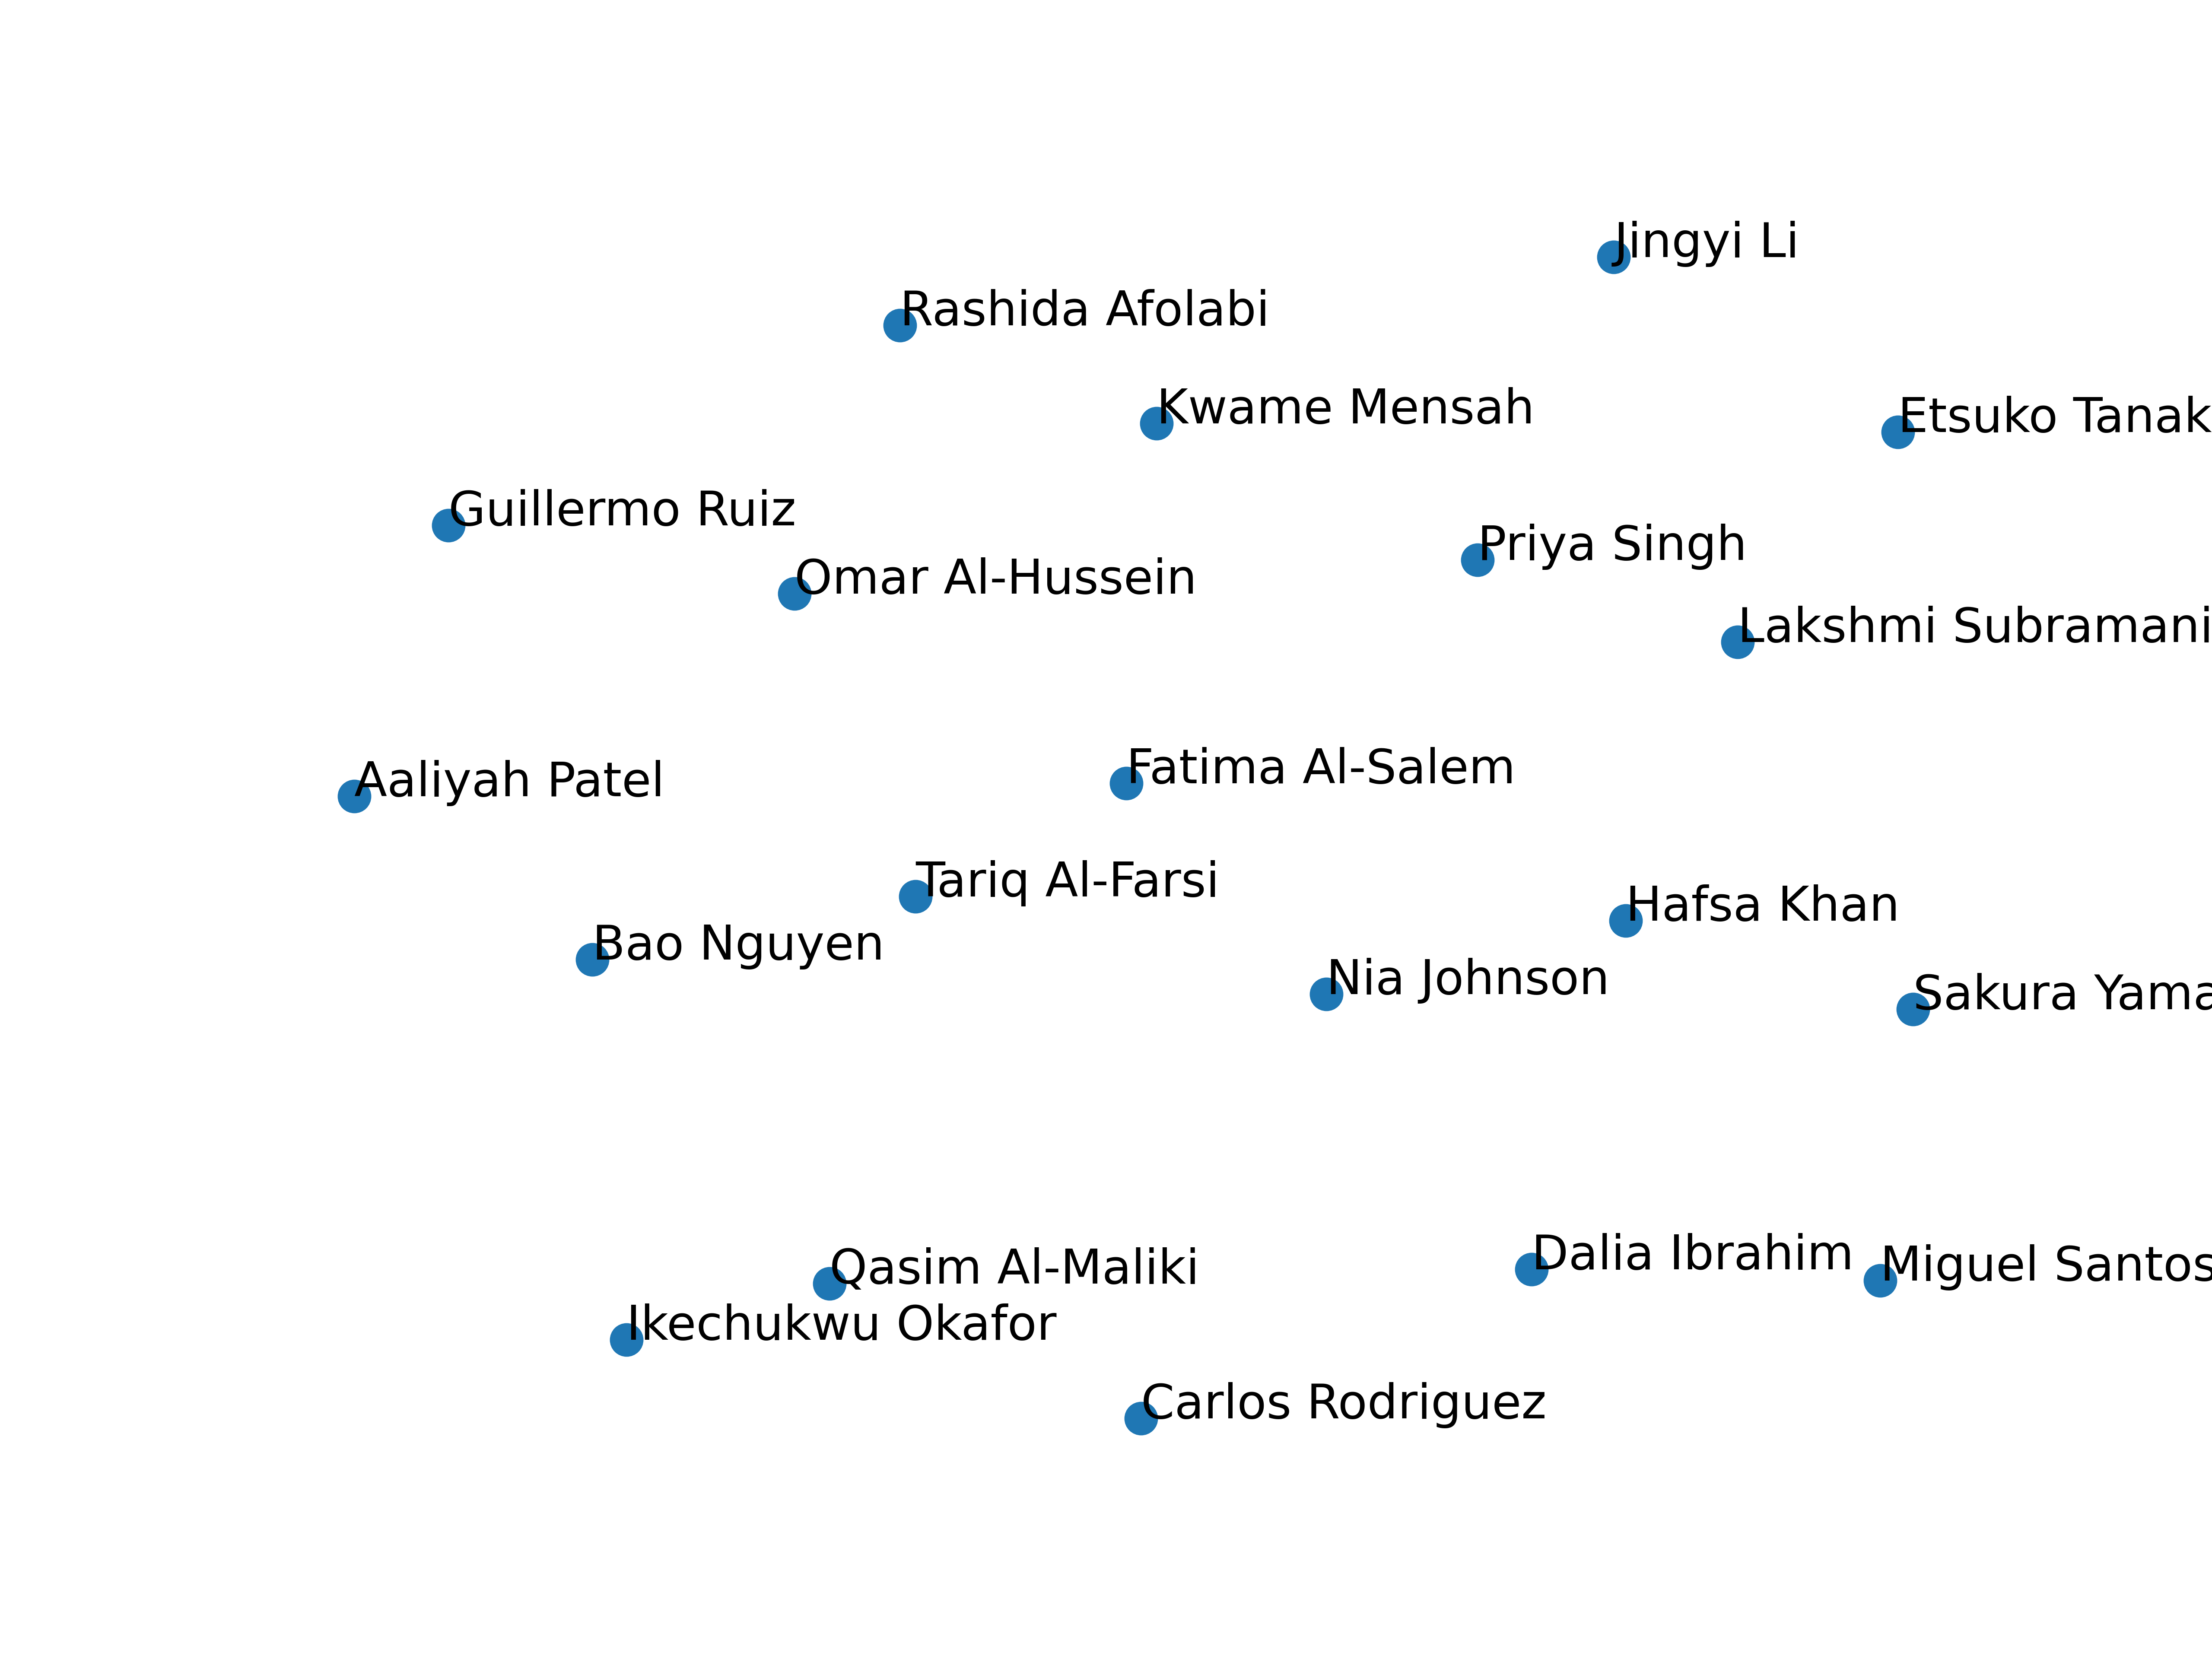 Jingyi Li
Rashida Afolabi
Kwame Mensah
Etsuko Tanak
Guillermo Ruiz
Priya Singh
Omar Al-Hussein
Lakshmi Subramani
Fatima Al-Salem
Aaliyah Patel
Tariq Al-Farsi
Hafsa Khan
Bao Nguyen
Nia Johnson
Sakura Yama
Dalia Ibrahim
Miguel Santos
Qasim Al-Maliki
Ikechukwu Okafor
Carlos Rodriguez